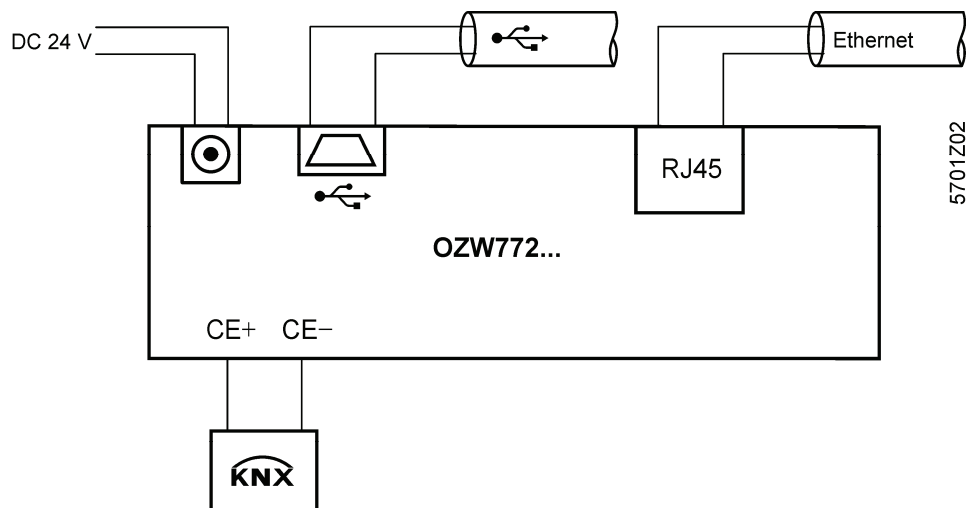 DC 24 V
Ethernet
RJ45
5701Z02
OZW772...
CE+ CE−
KNX